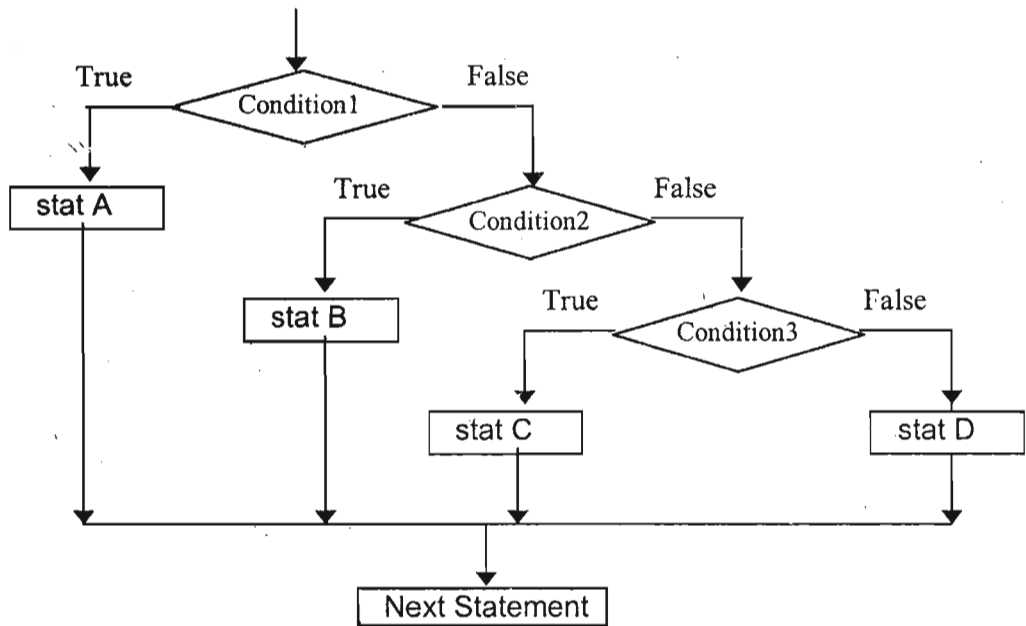 True
False
Condition1
stat A
True
False
Condition2
stat B
True
False
Condition3
stat C
stat D
Next Statement